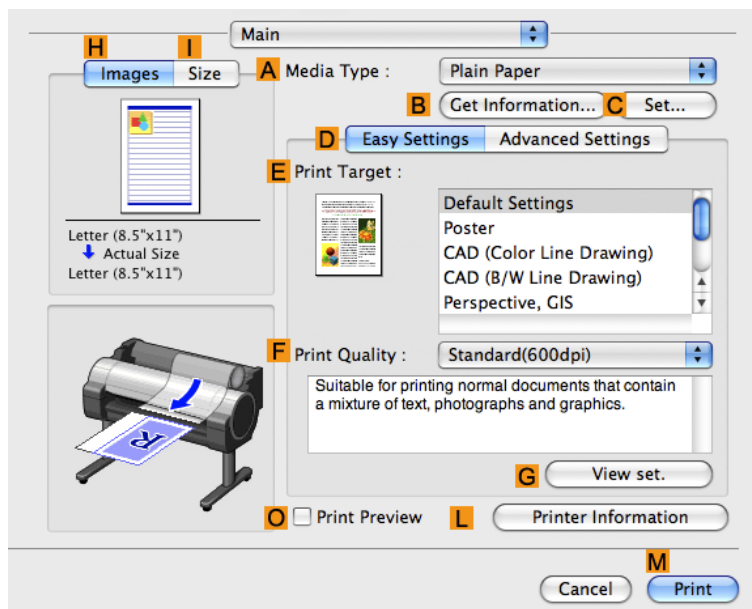 Main
H I
Images Size
A Media Type : Plain Paper
B Get Information... C Set...
D Easy Settings Advanced Settings
E Print Target :
Default Settings
Poster
CAD (Color Line Drawing)
CAD (B/W Line Drawing)
Perspective, GIS
Letter (8.5"x11")
Actual Size
Letter (8.5"x11")
R
F Print Quality : Standard(600dpi)
Suitable for printing normal documents that contain
a mixture of text, photographs and graphics.
G View set.
O Print Preview L Printer Information
M
Cancel Print